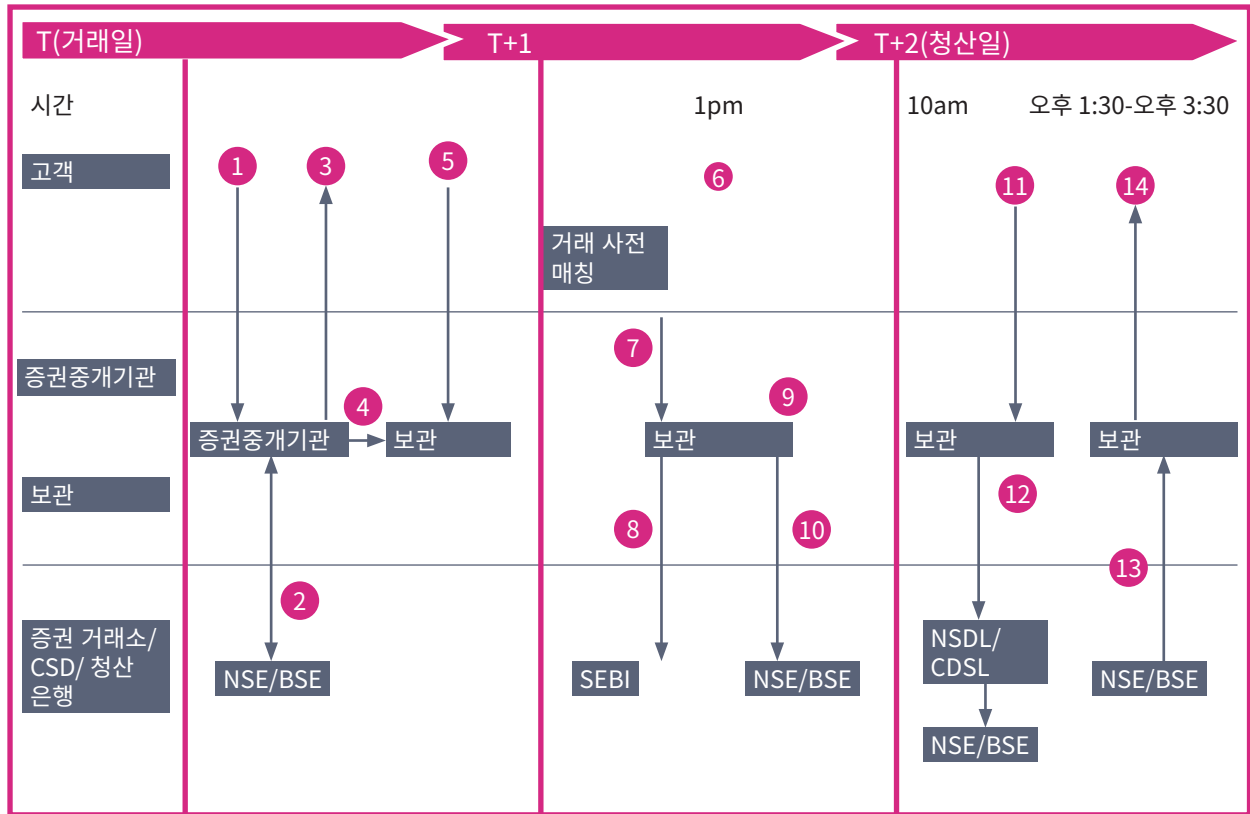 T(거래일)
T+1
T+2(청산일)
시간
1pm
10am
오후 1:30-오후 3:30
고객
1
3
5
6
11
14
거래 사전
매칭
증권중개기관
7
4
9
증권중개기관
보관
보관
보관
보관
보관
12
8
10
13
2
증권 거래소/
CSD/ 청산
은행
NSE/BSE
SEBI
NSE/BSE
NSDL/
CDSL
NSE/BSE
NSE/BSE